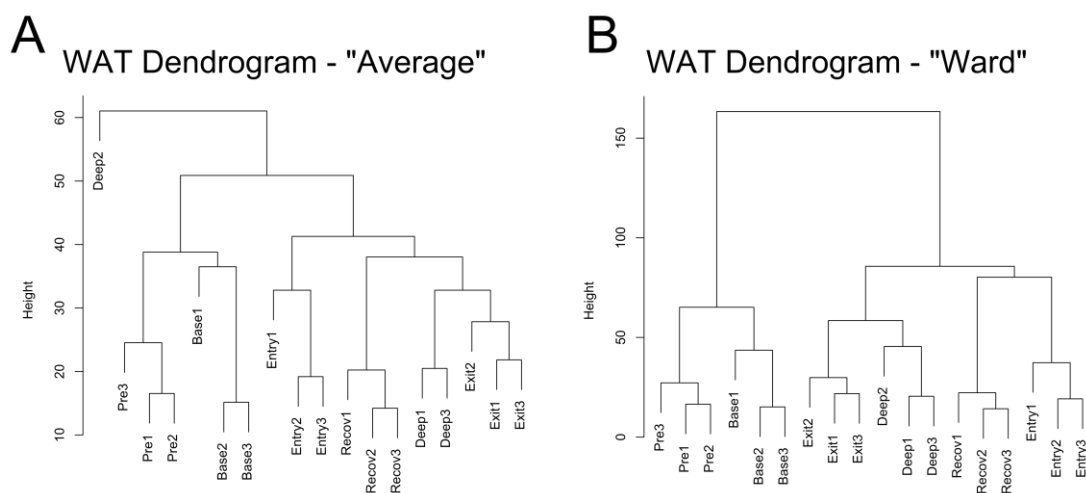 A
WAT Dendrogram - "Average"
Height
60
50
40
30
20
10
Deep2
Pre3
Pre1
Pre2
Base1
Base2
Base3
Entry1
Entry2
Entry3
Recov1
Recov2
Recov3
Deep1
Deep3
Exit2
Exit1
Exit3
B
WAT Dendrogram - "Ward"
Height
150
100
50
0
Pre3
Pre1
Pre2
Base1
Base2
Base3
Exit2
Exit1
Exit3
Deep2
Deep1
Deep3
Recov1
Recov2
Recov3
Entry1
Entry2
Entry3